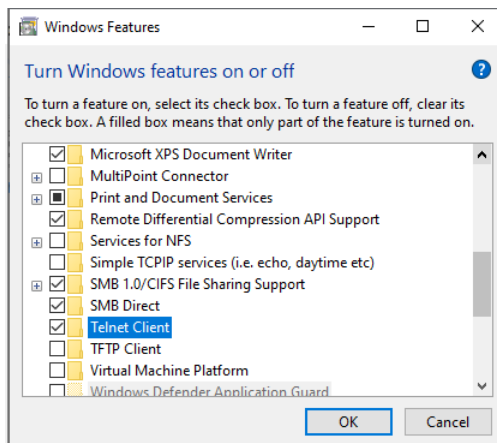 Windows Features
Turn Windows features on or off
To turn a feature on, select its check box. To turn a feature off, clear its
check box. A filled box means that only part of the feature is turned on.
Microsoft XPS Document Writer
MultiPoint Connector
Print and Document Services
Remote Differential Compression API Support
Services for NFS
Simple TCPIP services (i.e. echo, daytime etc)
SMB 1.0/CIFS File Sharing Support
SMB Direct
Telnet Client
TFTP Client
Virtual Machine Platform
Windows Defender Application Guard
OK Cancel